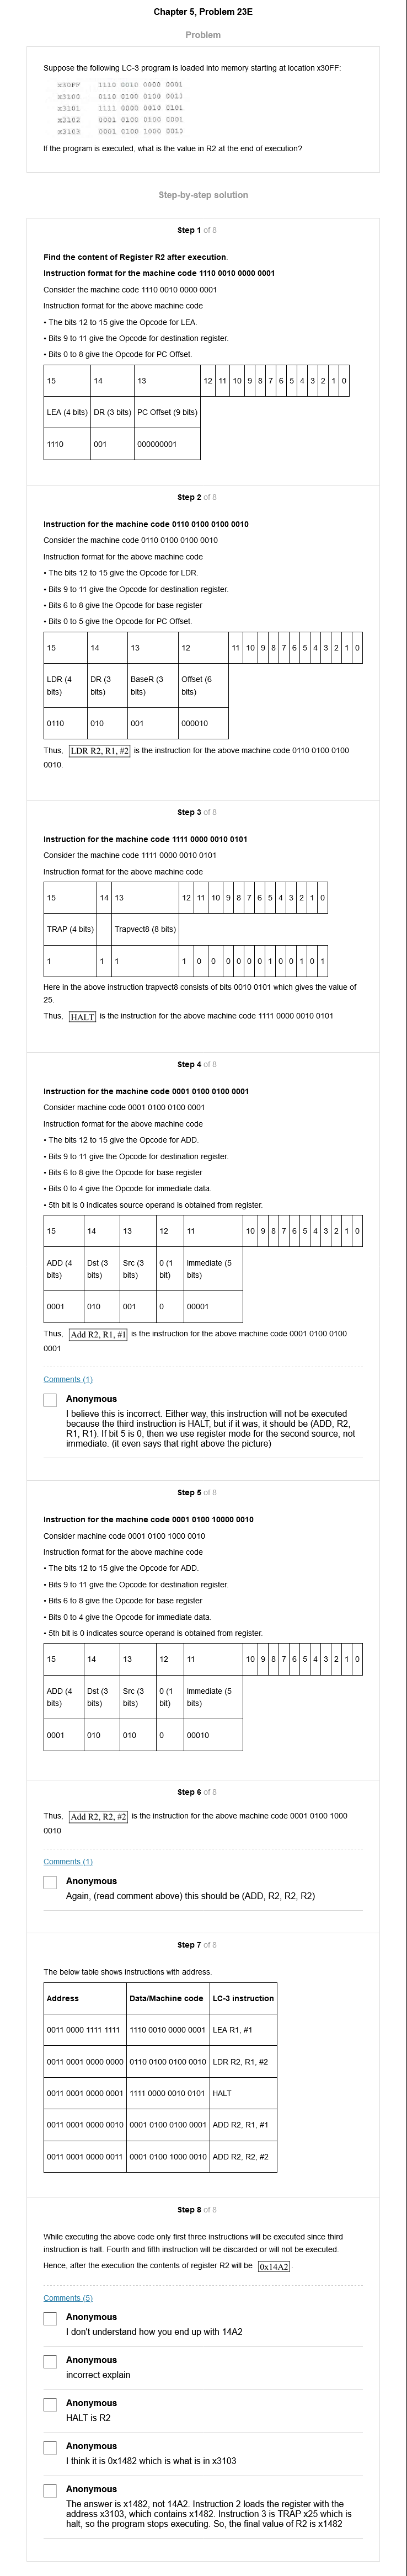 Chapter 5, Problem 23E
Problem
Suppose the following LC-3 program is loaded into memory starting at location x30FF:
x30FF 1110 0010 0000 0001
x3100 0110 0100 0100 0010
x3101 1111 0000 0010 0101
x3102 0001 0100 0100 0001
x3103 0001 0100 1000 0010
If the program is executed, what is the value in R2 at the end of execution?
Step-by-step solution
Step 1 of 8
Find the content of Register R2 after execution.
Instruction format for the machine code 1110 0010 0000 0001
Consider the machine code 1110 0010 0000 0001
Instruction format for the above machine code
• The bits 12 to 15 give the Opcode for LEA.
• Bits 9 to 11 give the Opcode for destination register.
• Bits 0 to 8 give the Opcode for PC Offset.
15 14 13 12 11 10 9 8 7 6 5 4 3 2 1 0
LEA (4 bits) DR (3 bits) PC Offset (9 bits)
1110 001 000000001
Step 2 of 8
Instruction for the machine code 0110 0100 0100 0010
Consider the machine code 0110 0100 0100 0010
Instruction format for the above machine code
• The bits 12 to 15 give the Opcode for LDR.
• Bits 9 to 11 give the Opcode for destination register.
• Bits 6 to 8 give the Opcode for base register
• Bits 0 to 5 give the Opcode for PC Offset.
15 14 13 12 11 10 9 8 7 6 5 4 3 2 1 0
LDR (4 DR (3 BaseR (3 Offset (6
bits) bits) bits) bits)
0110 010 001 000010
Thus, LDR R2, R1, #2 is the instruction for the above machine code 0110 0100 0100
0010.
Step 3 of 8
Instruction for the machine code 1111 0000 0010 0101
Consider the machine code 1111 0000 0010 0101
Instruction format for the above machine code
15 14 13 12 11 10 9 8 7 6 5 4 3 2 1 0
TRAP (4 bits) Trapvect8 (8 bits)
1 1 1 1 0 0 0 0 0 0 1 0 0 1 0 1
Here in the above instruction trapvect8 consists of bits 0010 0101 which gives the value of
25.
Thus, HALT is the instruction for the above machine code 1111 0000 0010 0101
Step 4 of 8
Instruction for the machine code 0001 0100 0100 0001
Consider machine code 0001 0100 0100 0001
Instruction format for the above machine code
• The bits 12 to 15 give the Opcode for ADD.
• Bits 9 to 11 give the Opcode for destination register.
• Bits 6 to 8 give the Opcode for base register
• Bits 0 to 4 give the Opcode for immediate data.
• 5th bit is 0 indicates source operand is obtained from register.
15 14 13 12 11 10 9 8 7 6 5 4 3 2 1 0
ADD (4 Dst (3 Src (3 0 (1 Immediate (5
bits) bits) bits) bit) bits)
0001 010 001 0 00001
Thus, Add R2, R1, #1 is the instruction for the above machine code 0001 0100 0100
0001
Comments (1)
Anonymous
I believe this is incorrect. Either way, this instruction will not be executed
because the third instruction is HALT, but if it was, it should be (ADD, R2,
R1, R1). If bit 5 is 0, then we use register mode for the second source, not
immediate. (it even says that right above the picture)
Step 5 of 8
Instruction for the machine code 0001 0100 10000 0010
Consider machine code 0001 0100 1000 0010
Instruction format for the above machine code
• The bits 12 to 15 give the Opcode for ADD.
• Bits 9 to 11 give the Opcode for destination register.
• Bits 6 to 8 give the Opcode for base register
• Bits 0 to 4 give the Opcode for immediate data.
• 5th bit is 0 indicates source operand is obtained from register.
15 14 13 12 11 10 9 8 7 6 5 4 3 2 1 0
ADD (4 Dst (3 Src (3 0 (1 Immediate (5
bits) bits) bits) bit) bits)
0001 010 010 0 00010
Step 6 of 8
Thus, Add R2, R2, #2 is the instruction for the above machine code 0001 0100 1000
0010
Comments (1)
Anonymous
Again, (read comment above) this should be (ADD, R2, R2, R2)
Step 7 of 8
The below table shows instructions with address.
Address Data/Machine code LC-3 instruction
0011 0000 1111 1111 1110 0010 0000 0001 LEA R1, #1
0011 0001 0000 0000 0110 0100 0100 0010 LDR R2, R1, #2
0011 0001 0000 0001 1111 0000 0010 0101 HALT
0011 0001 0000 0010 0001 0100 0100 0001 ADD R2, R1, #1
0011 0001 0000 0011 0001 0100 1000 0010 ADD R2, R2, #2
Step 8 of 8
While executing the above code only first three instructions will be executed since third
instruction is halt. Fourth and fifth instruction will be discarded or will not be executed.
Hence, after the execution the contents of register R2 will be 0x14A2.
Comments (5)
Anonymous
I don't understand how you end up with 14A2
Anonymous
incorrect explain
Anonymous
HALT is R2
Anonymous
I think it is 0x1482 which is what is in x3103
Anonymous
The answer is x1482, not 14A2. Instruction 2 loads the register with the
address x3103, which contains x1482. Instruction 3 is TRAP x25 which is
halt, so the program stops executing. So, the final value of R2 is x1482